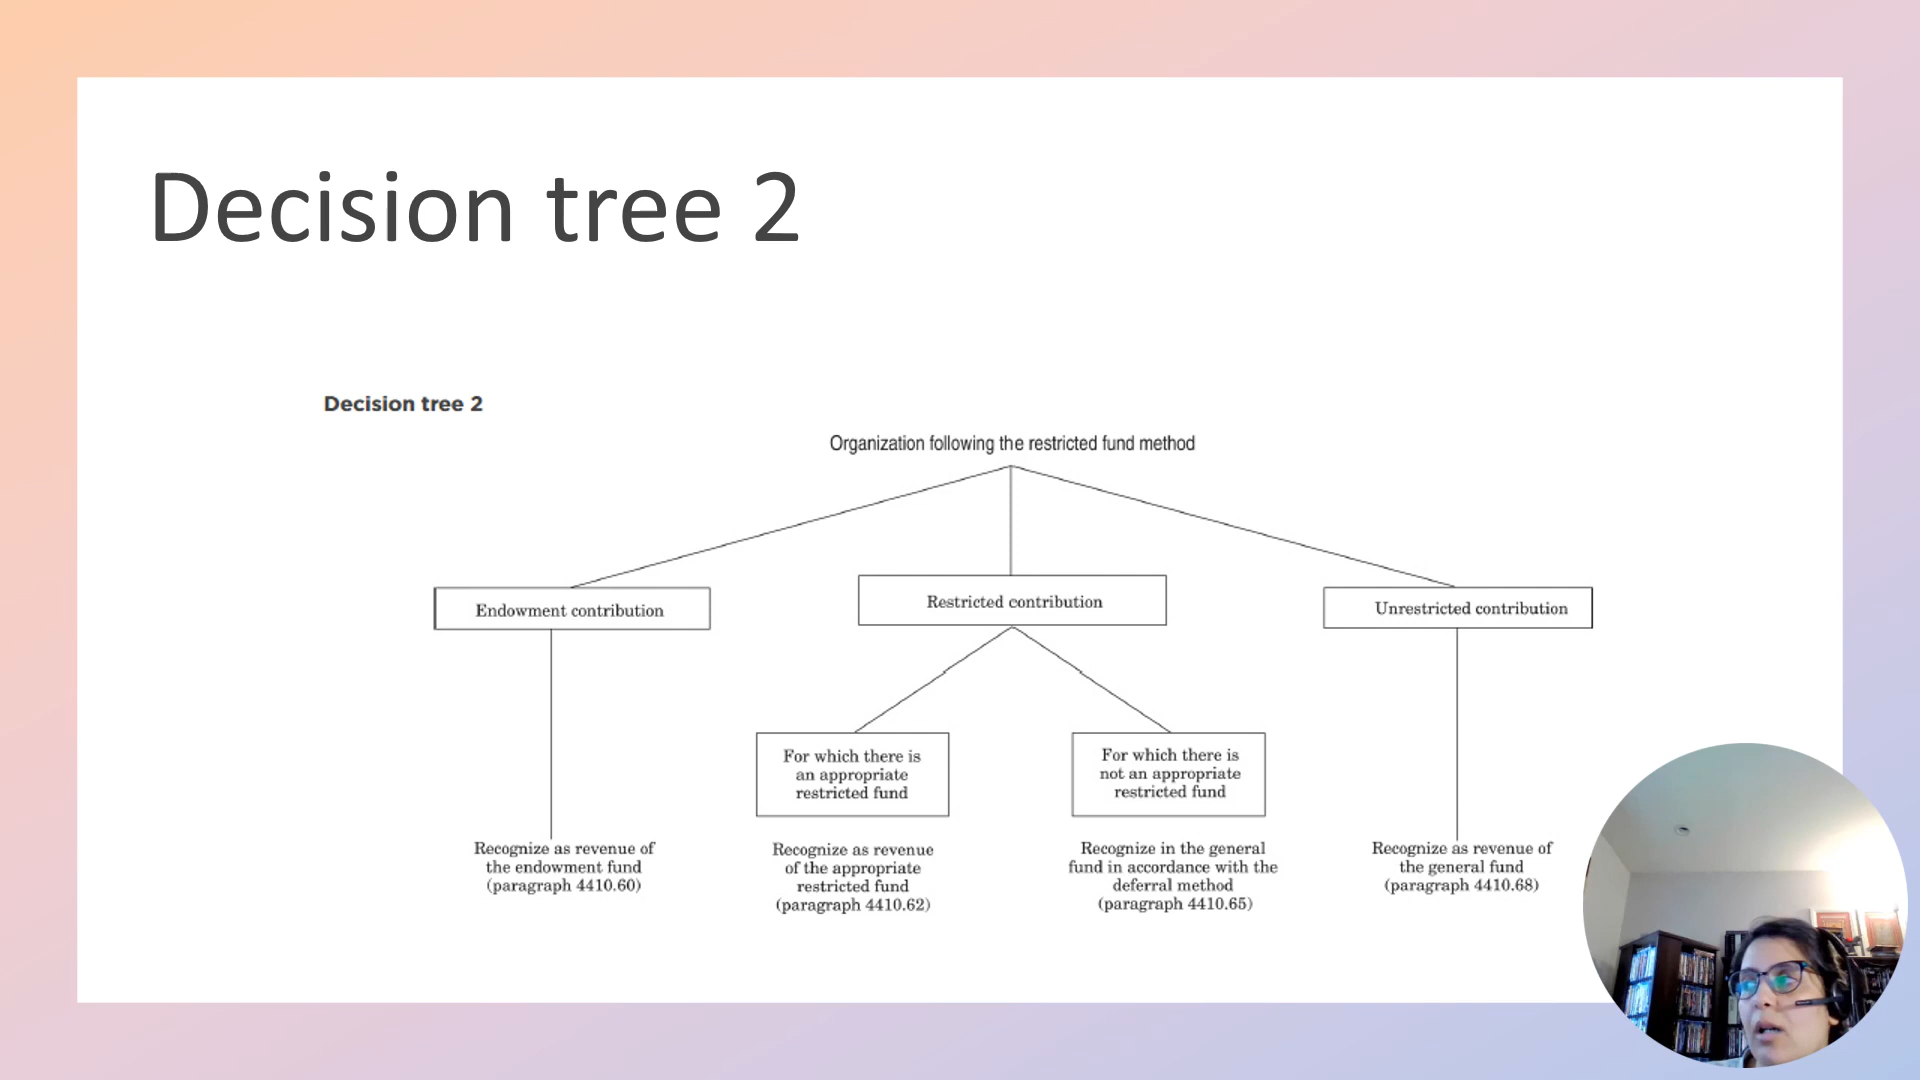 Decision tree 2
Decision tree 2
Organization following the restricted fund method
Endowment contribution
Restricted contribution
Unrestricted contribution
For which there is
an appropriate
restricted fund
For which there is
not an appropriate
restricted fund
Recognize as revenue of
the endowment fund
(paragraph 4410.60)
Recognize as revenue
of the appropriate
restricted fund
(paragraph 4410.62)
Recognize in the general
fund in accordance with the
deferral method
(paragraph 4410.65)
Recognize as revenue of
the general fund
(paragraph 4410.68)